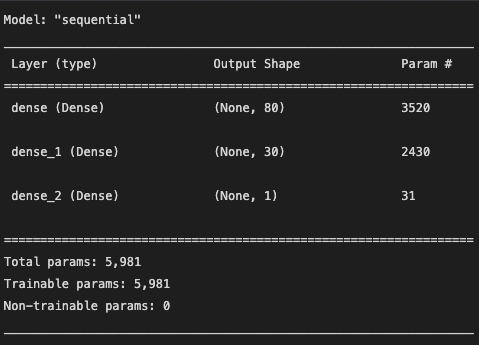 Model: "sequential"
Layer (type) Output Shape Param #
dense (Dense) (None, 80) 3520
dense_1 (Dense) (None, 30) 2430
dense_2 (Dense) (None, 1) 31
Total params: 5,981
Trainable params: 5,981
Non-trainable params: 0